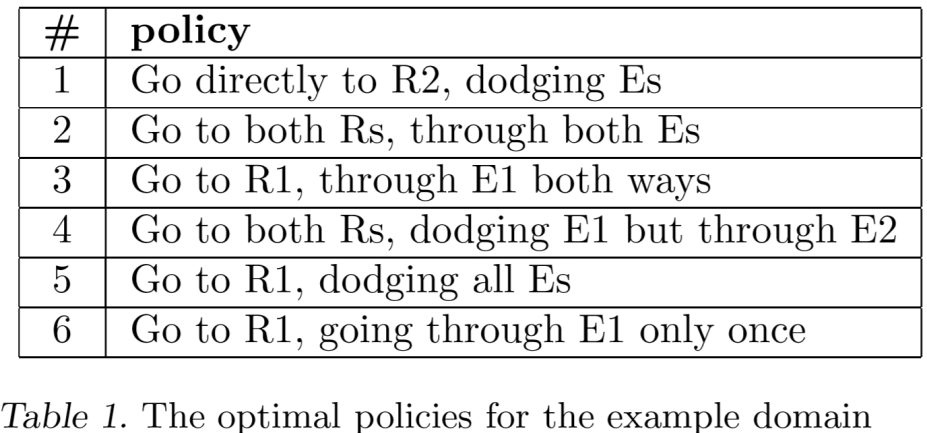 # policy
1 Go directly to R2, dodging Es
2 Go to both Rs, through both Es
3 Go to R1, through E1 both ways
4 Go to both Rs, dodging E1 but through E2
5 Go to R1, dodging all Es
6 Go to R1, going through E1 only once
Table 1. The optimal policies for the example domain